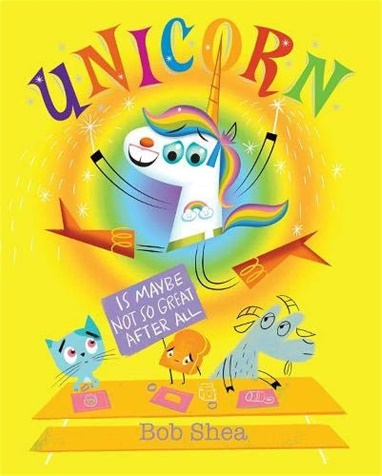 UNICORN
IS MAYBE
NOT SO GREAT
AFTER ALL
Bob Shea